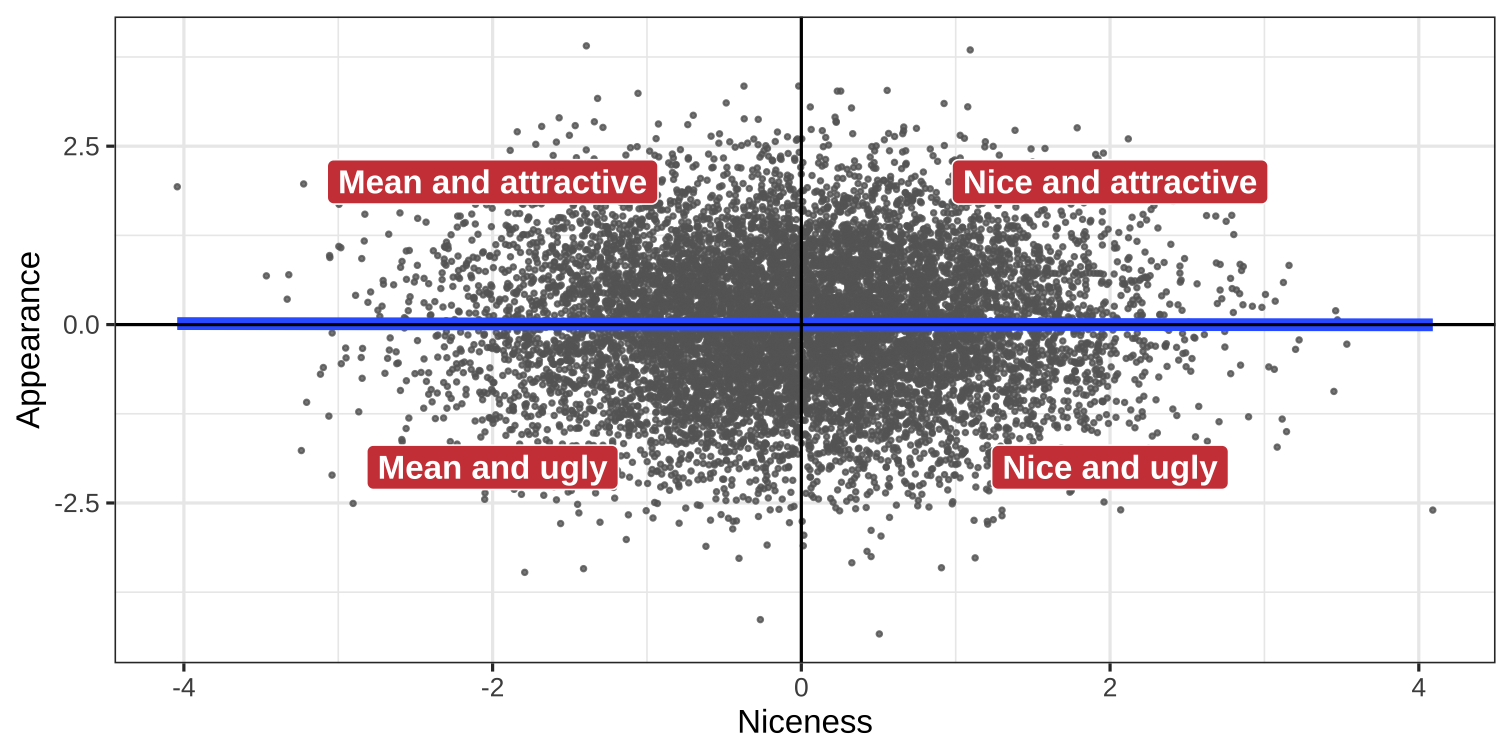 2.5
Mean and attractive
Nice and attractive
0.0
Appearance
Mean and ugly
Nice and ugly
-2.5
-4
-2
0
2
4
Niceness